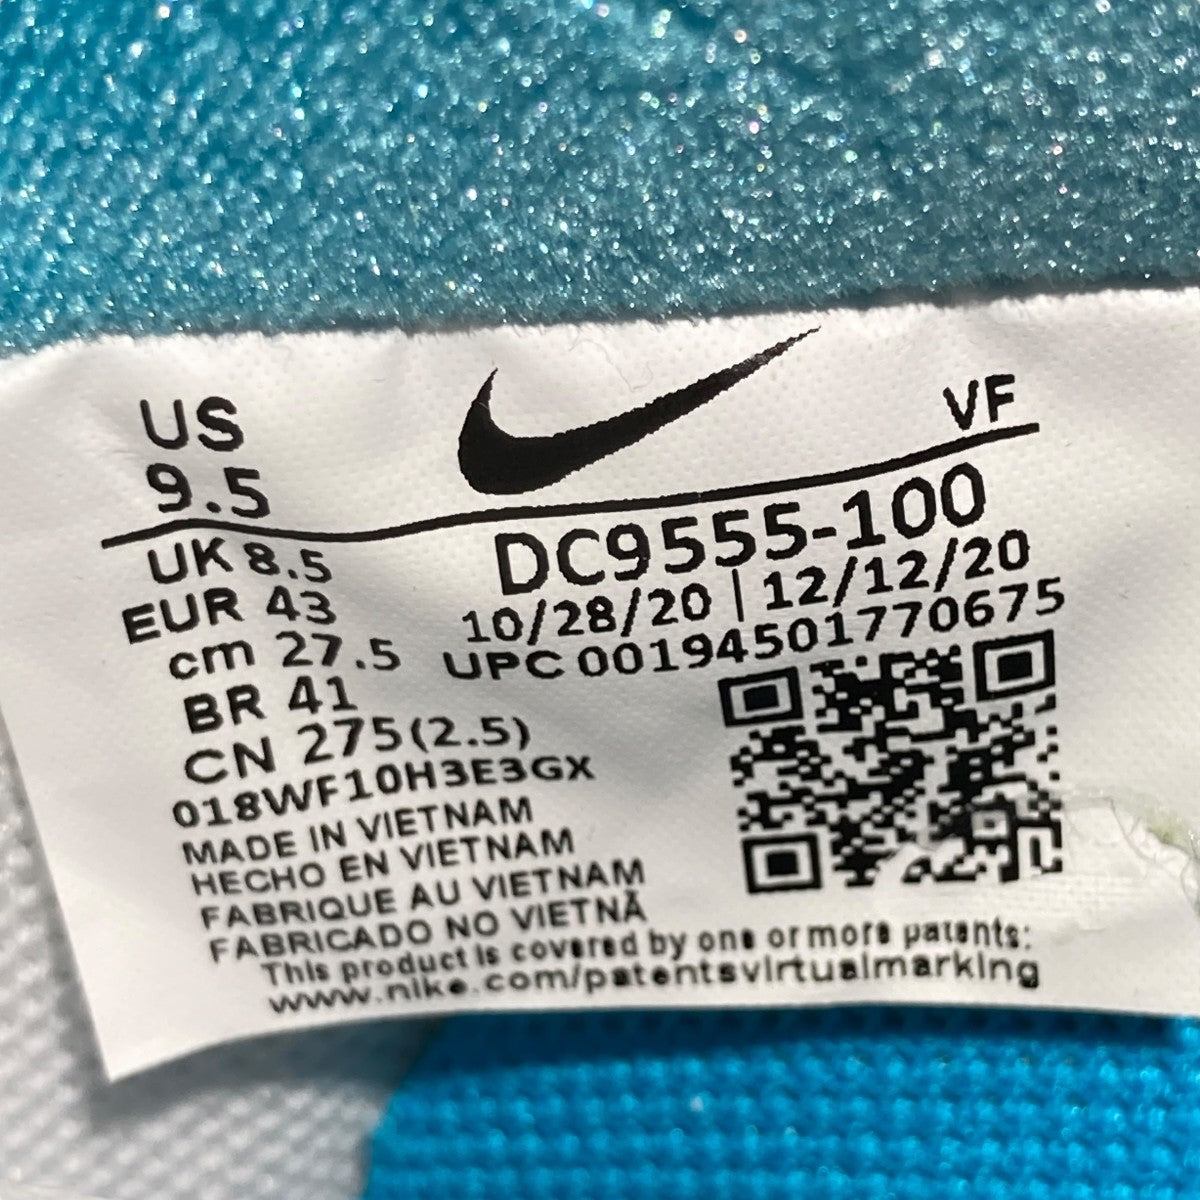 US
9.5
VF
UK 8.5
EUR 43
cm 27.5
BR 41
CN 275(2.5)
018WF10H3E3GX
MADE IN VIETNAM
HECHO EN VIETNAM
FABRIQUE AU VIETNAM
FABRICADO NO VIETNÃ
DC9555-100
10/28/20 | 12/12/20
UPC 00194501770675
This product is covered by one or more patents:
www.nike.com/patentsvirtualmarking